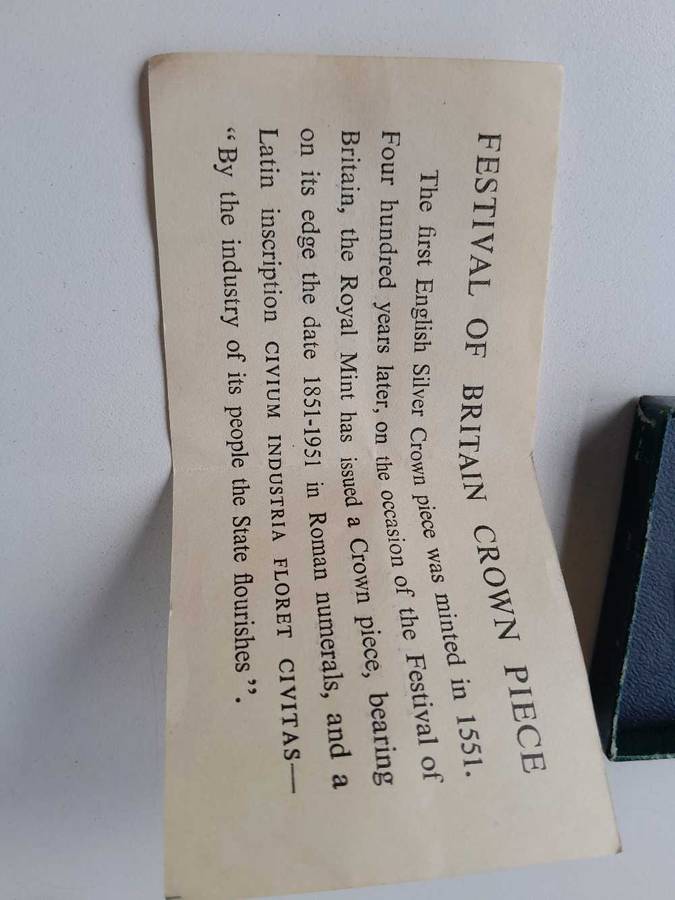 FESTIVAL OF BRITAIN CROWN PIECE
The first English Silver Crown piece was minted in 1551.
Four hundred years later, on the occasion of the Festival of
Britain, the Royal Mint has issued a Crown piece, bearing
on its edge the date 1851-1951 in Roman numerals, and a
Latin inscription CIVIUM INDUSTRIA FLORET CIVITAS—
“By the industry of its people the State flourishes”.